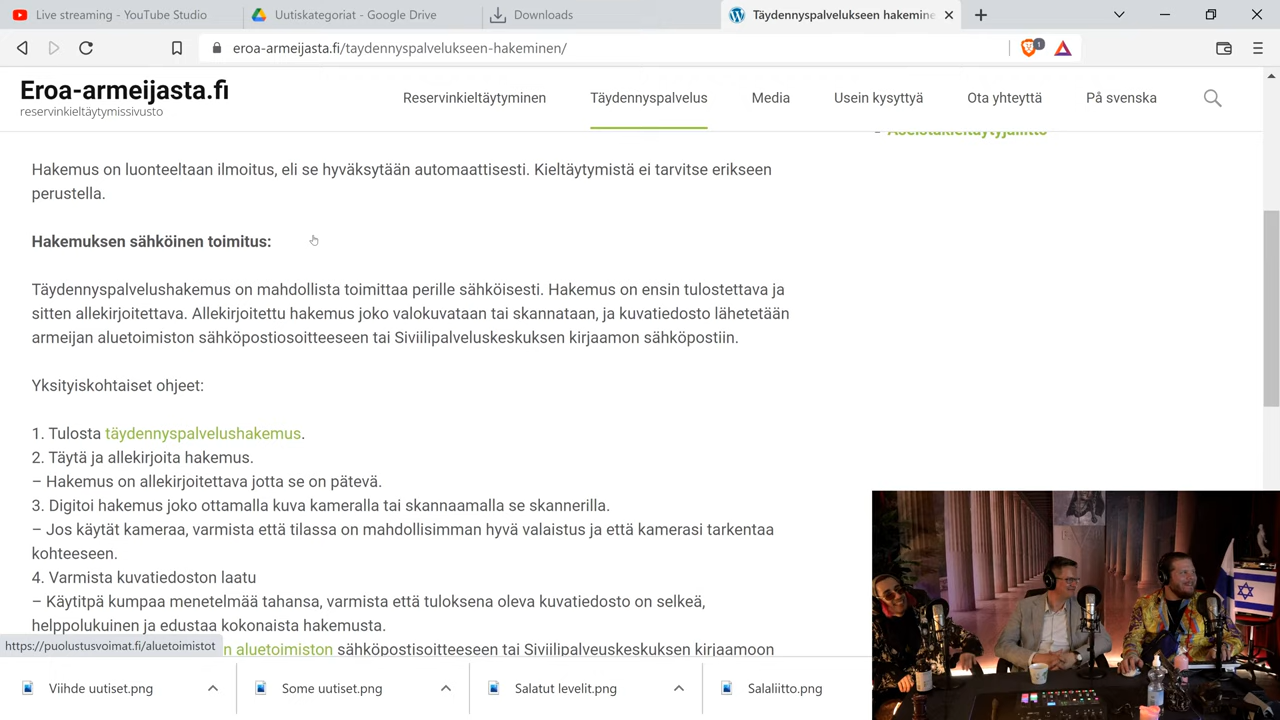 Live streaming - YouTube Studio
Uutiskategoriat - Google Drive
Downloads
Täydennyspalvelukseen hakemine
eroa-armeijasta.fi/taydennyspalvelukseen-hakeminen/
1
Eroa-armeijasta.fi
reservinkieltäytymissivusto
Reservinkieltäytyminen
Täydennyspalvelus
Media
Usein kysyttyä
Ota yhteyttä
På svenska
Aseistakieltäytyjäliitto
Hakemus on luonteeltaan ilmoitus, eli se hyväksytään automaattisesti. Kieltäytymistä ei tarvitse erikseen
perustella.
Hakemuksen sähköinen toimitus:
Täydennyspalvelushakemus on mahdollista toimittaa perille sähköisesti. Hakemus on ensin tulostettava ja
sitten allekirjoitettava. Allekirjoitettu hakemus joko valokuvataan tai skannataan, ja kuvatiedosto lähetetään
armeijan aluetoimiston sähköpostiosoitteeseen tai Siviilipalveluskeskuksen kirjaamon sähköpostiin.
Yksityiskohtaiset ohjeet:
1. Tulosta täydennyspalvelushakemus.
2. Täytä ja allekirjoita hakemus.
– Hakemus on allekirjoitettava jotta se on pätevä.
3. Digitoi hakemus joko ottamalla kuva kameralla tai skannaamalla se skannerilla.
– Jos käytät kameraa, varmista että tilassa on mahdollisimman hyvä valaistus ja että kamerasi tarkentaa
kohteeseen.
4. Varmista kuvatiedoston laatu
– Käytitpä kumpaa menetelmää tahansa, varmista että tuloksena oleva kuvatiedosto on selkeä,
helppolukuinen ja edustaa kokonaista hakemusta.
n aluetoimiston sähköpostiosoitteeseen tai Siviilipalveuskeskuksen kirjaamoon
https://puolustusvoimat.fi/aluetoimistot
Viihde uutiset.png
Some uutiset.png
Salatut levelit.png
Salaliitto.png